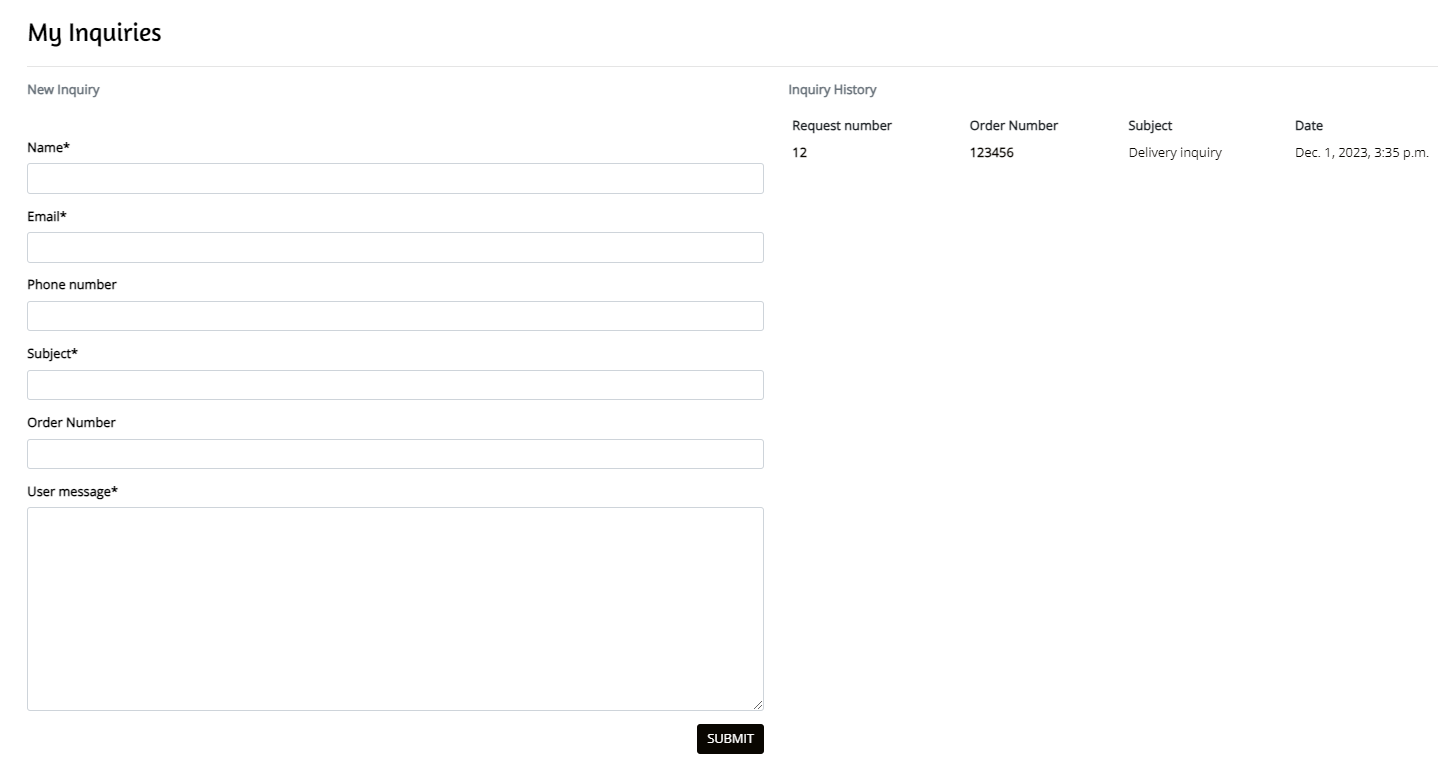 My Inquiries
New Inquiry
Name*
Email*
Phone number
Subject*
Order Number
User message*
SUBMIT
Inquiry History
Request number Order Number Subject Date
12 123456 Delivery inquiry Dec. 1, 2023, 3:35 p.m.